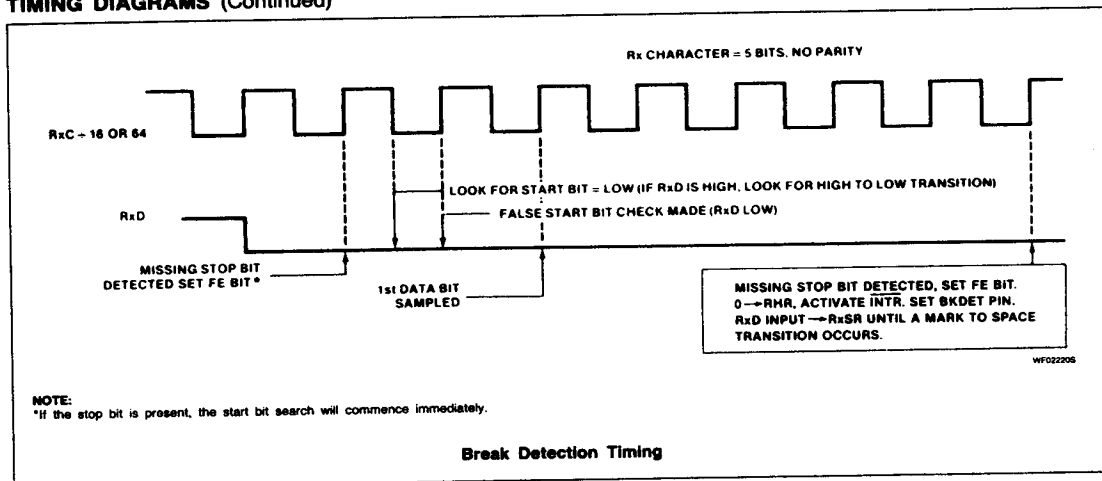 TIMING DIAGRAMS (Continued)
Rx CHARACTER = 5 BITS, NO PARITY
RxC ÷ 16 OR 64
LOOK FOR START BIT = LOW (IF RxD IS HIGH, LOOK FOR HIGH TO LOW TRANSITION)
RxD
FALSE START BIT CHECK MADE (RxD LOW)
MISSING STOP BIT
DETECTED SET FE BIT*
1st DATA BIT
SAMPLED
MISSING STOP BIT DETECTED, SET FE BIT.
0→RHR, ACTIVATE I̅N̅T̅R̅. SET BKDET PIN.
RxD INPUT→RxSR UNTIL A MARK TO SPACE
TRANSITION OCCURS.
WF02220S
NOTE:
*If the stop bit is present, the start bit search will commence immediately.
Break Detection Timing